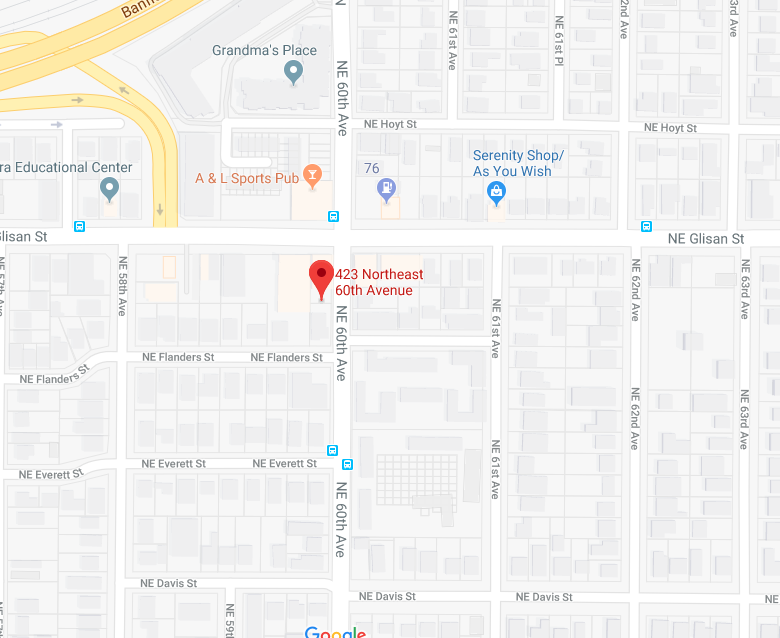 Bann
N
NE 61st Ave
NE 61st Pl
2nd Ave
3rd Ave
Grandma's Place
NE 60th Ave
NE Hoyt St
NE Hoyt St
ra Educational Center
A & L Sports Pub
76
Serenity Shop/
As You Wish
Glisan St
NE Glisan St
NE 57th Ave
NE 58th Ave
423 Northeast
60th Avenue
NE 62nd Ave
NE 63rd Ave
NE 60th Ave
NE 61st Ave
NE Flanders St
NE Flanders St
NE Flanders St
NE 62nd Ave
NE 63rd Ave
NE Everett St
NE Everett St
NE Everett St
NE 61st Ave
NE 60th Ave
NE Davis St
NE Davis St
NE Davis St
NE
NE 59th
Google